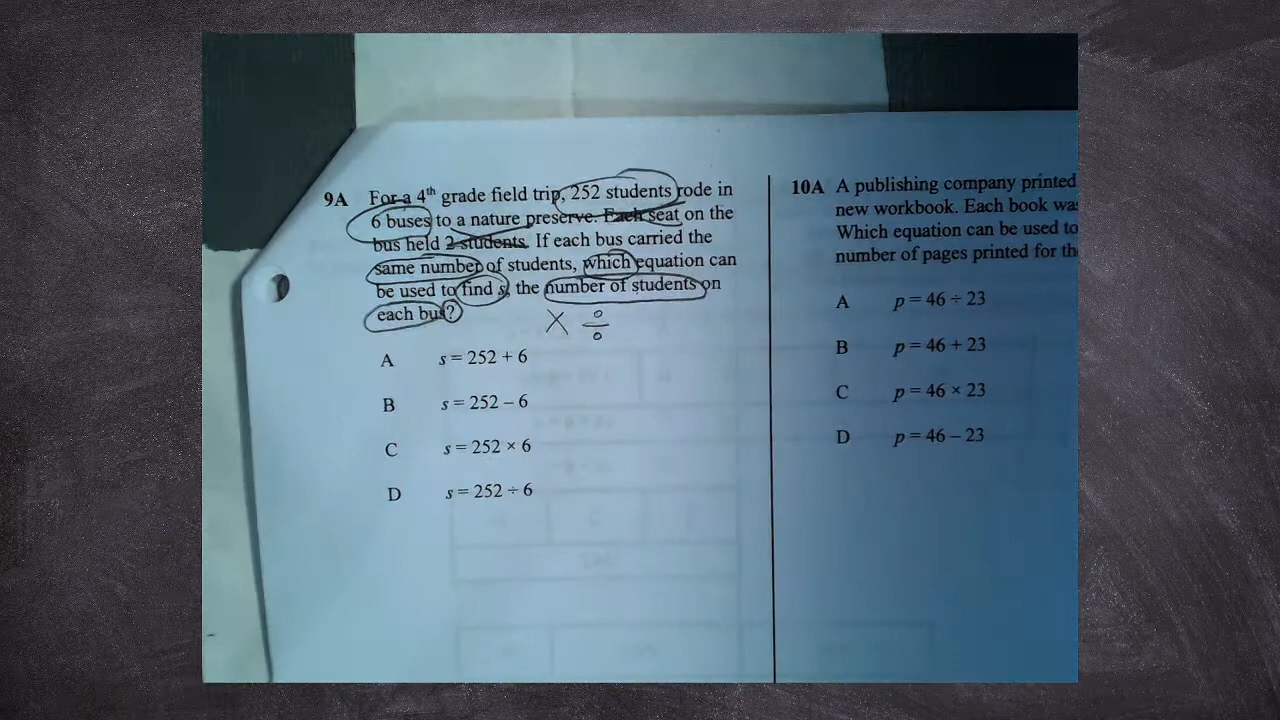 9A For a 4th grade field trip, 252 students rode in
6 buses to a nature preserve. Each seat on the
bus held 2 students. If each bus carried the
same number of students, which equation can
be used to find s, the number of students on
each bus?
× ÷
A s = 252 + 6
B s = 252 – 6
C s = 252 × 6
D s = 252 ÷ 6
10A A publishing company printed
new workbook. Each book was
Which equation can be used to
number of pages printed for
A p = 46 ÷ 23
B p = 46 + 23
C p = 46 × 23
D p = 46 – 23